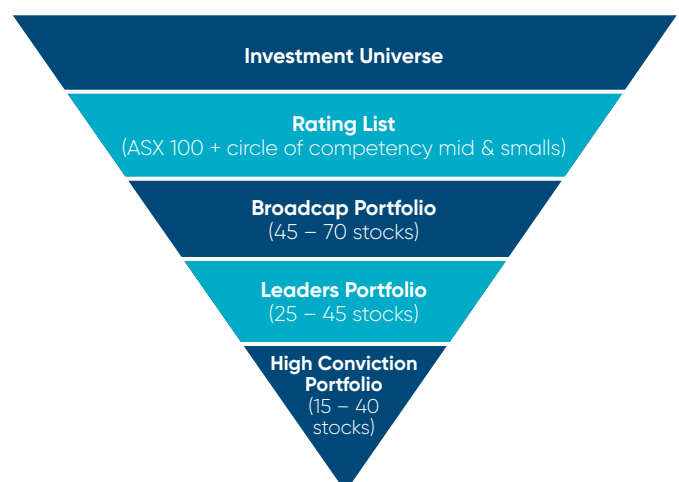 Investment Universe
Rating List
(ASX 100 + circle of competency mid & smalls)
Broadcap Portfolio
(45 – 70 stocks)
Leaders Portfolio
(25 – 45 stocks)
High Conviction
Portfolio
(15 – 40
stocks)